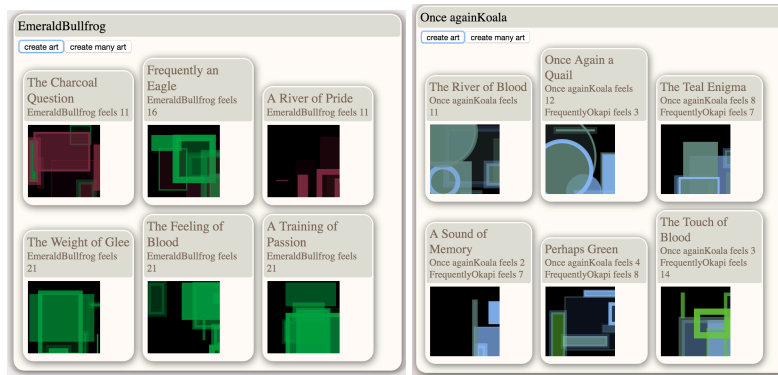 EmeraldBullfrog
create art create many art
The Charcoal
Question
EmeraldBullfrog feels 11
Frequently an
Eagle
EmeraldBullfrog feels
16
A River of Pride
EmeraldBullfrog feels 11
The Weight of Glee
EmeraldBullfrog feels
21
The Feeling of
Blood
EmeraldBullfrog feels
21
A Training of
Passion
EmeraldBullfrog feels
21
Once againKoala
create art create many art
The River of Blood
Once againKoala feels
11
Once Again a
Quail
Once againKoala feels
12
FrequentlyOkapi feels 3
The Teal Enigma
Once againKoala feels 8
FrequentlyOkapi feels 7
A Sound of
Memory
Once againKoala feels 2
FrequentlyOkapi feels 7
Perhaps Green
Once againKoala feels 4
FrequentlyOkapi feels 8
The Touch of
Blood
Once againKoala feels 3
FrequentlyOkapi feels
14